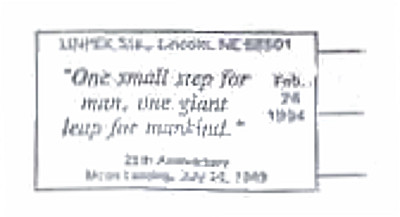 LINPEX Sta., Lincoln, NE 68501
"One small step for
man, one giant
leap for mankind."
Feb.
26
1994
25th Anniversary
Moon Landing, July 20, 1969